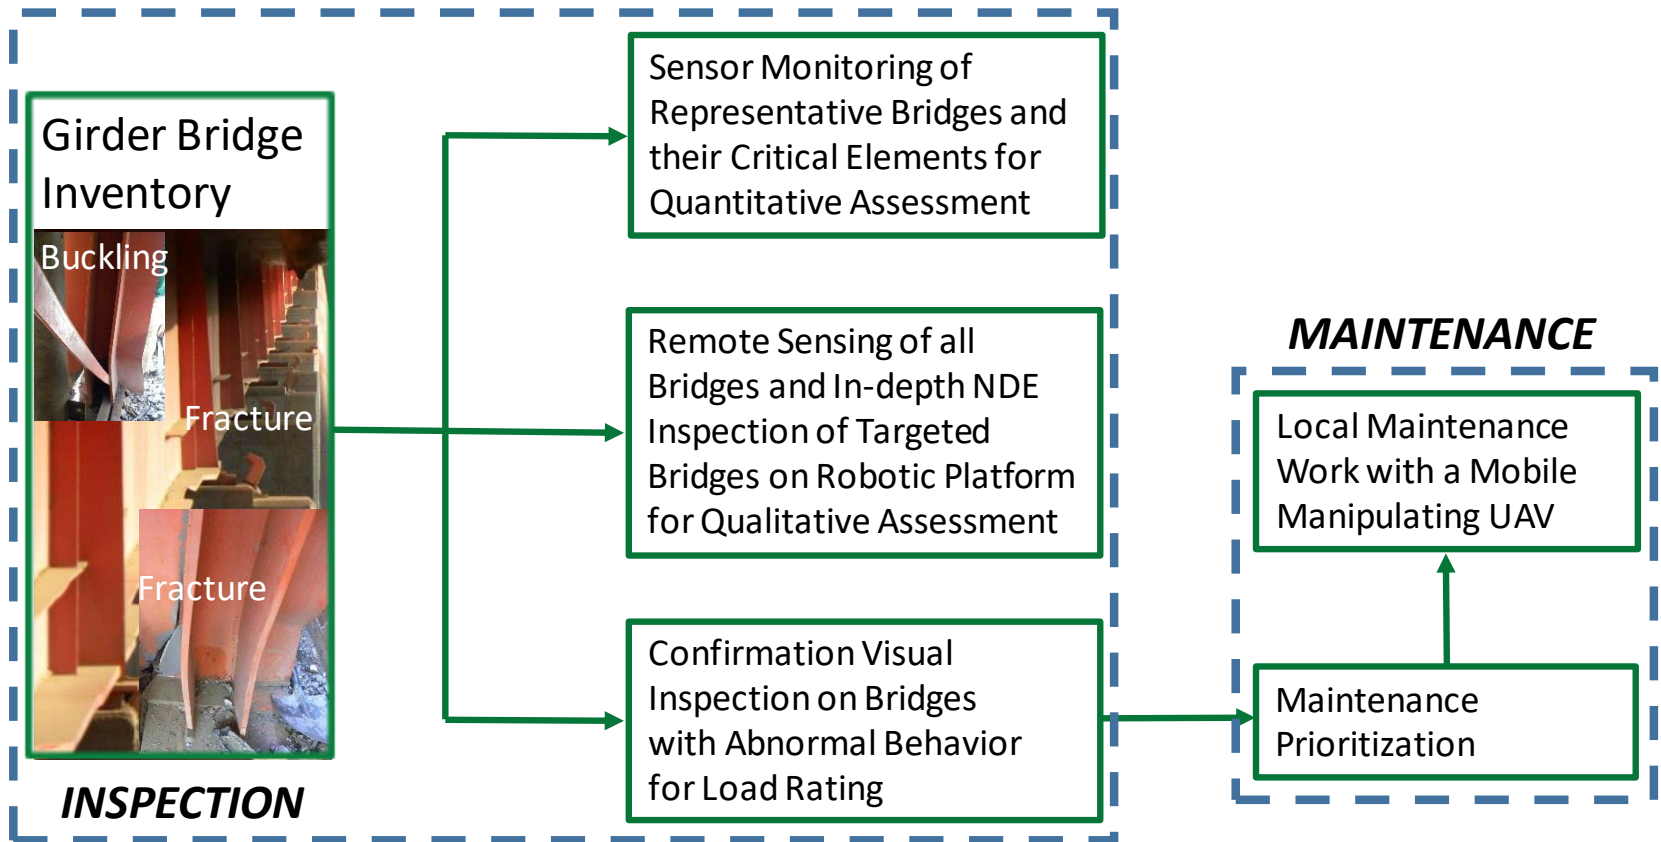 Girder Bridge
Inventory
Buckling
Fracture
Fracture
INSPECTION
Sensor Monitoring of
Representative Bridges and
their Critical Elements for
Quantitative Assessment
Remote Sensing of all
Bridges and In-depth NDE
Inspection of Targeted
Bridges on Robotic Platform
for Qualitative Assessment
Confirmation Visual
Inspection on Bridges
with Abnormal Behavior
for Load Rating
MAINTENANCE
Local Maintenance
Work with a Mobile
Manipulating UAV
Maintenance
Prioritization